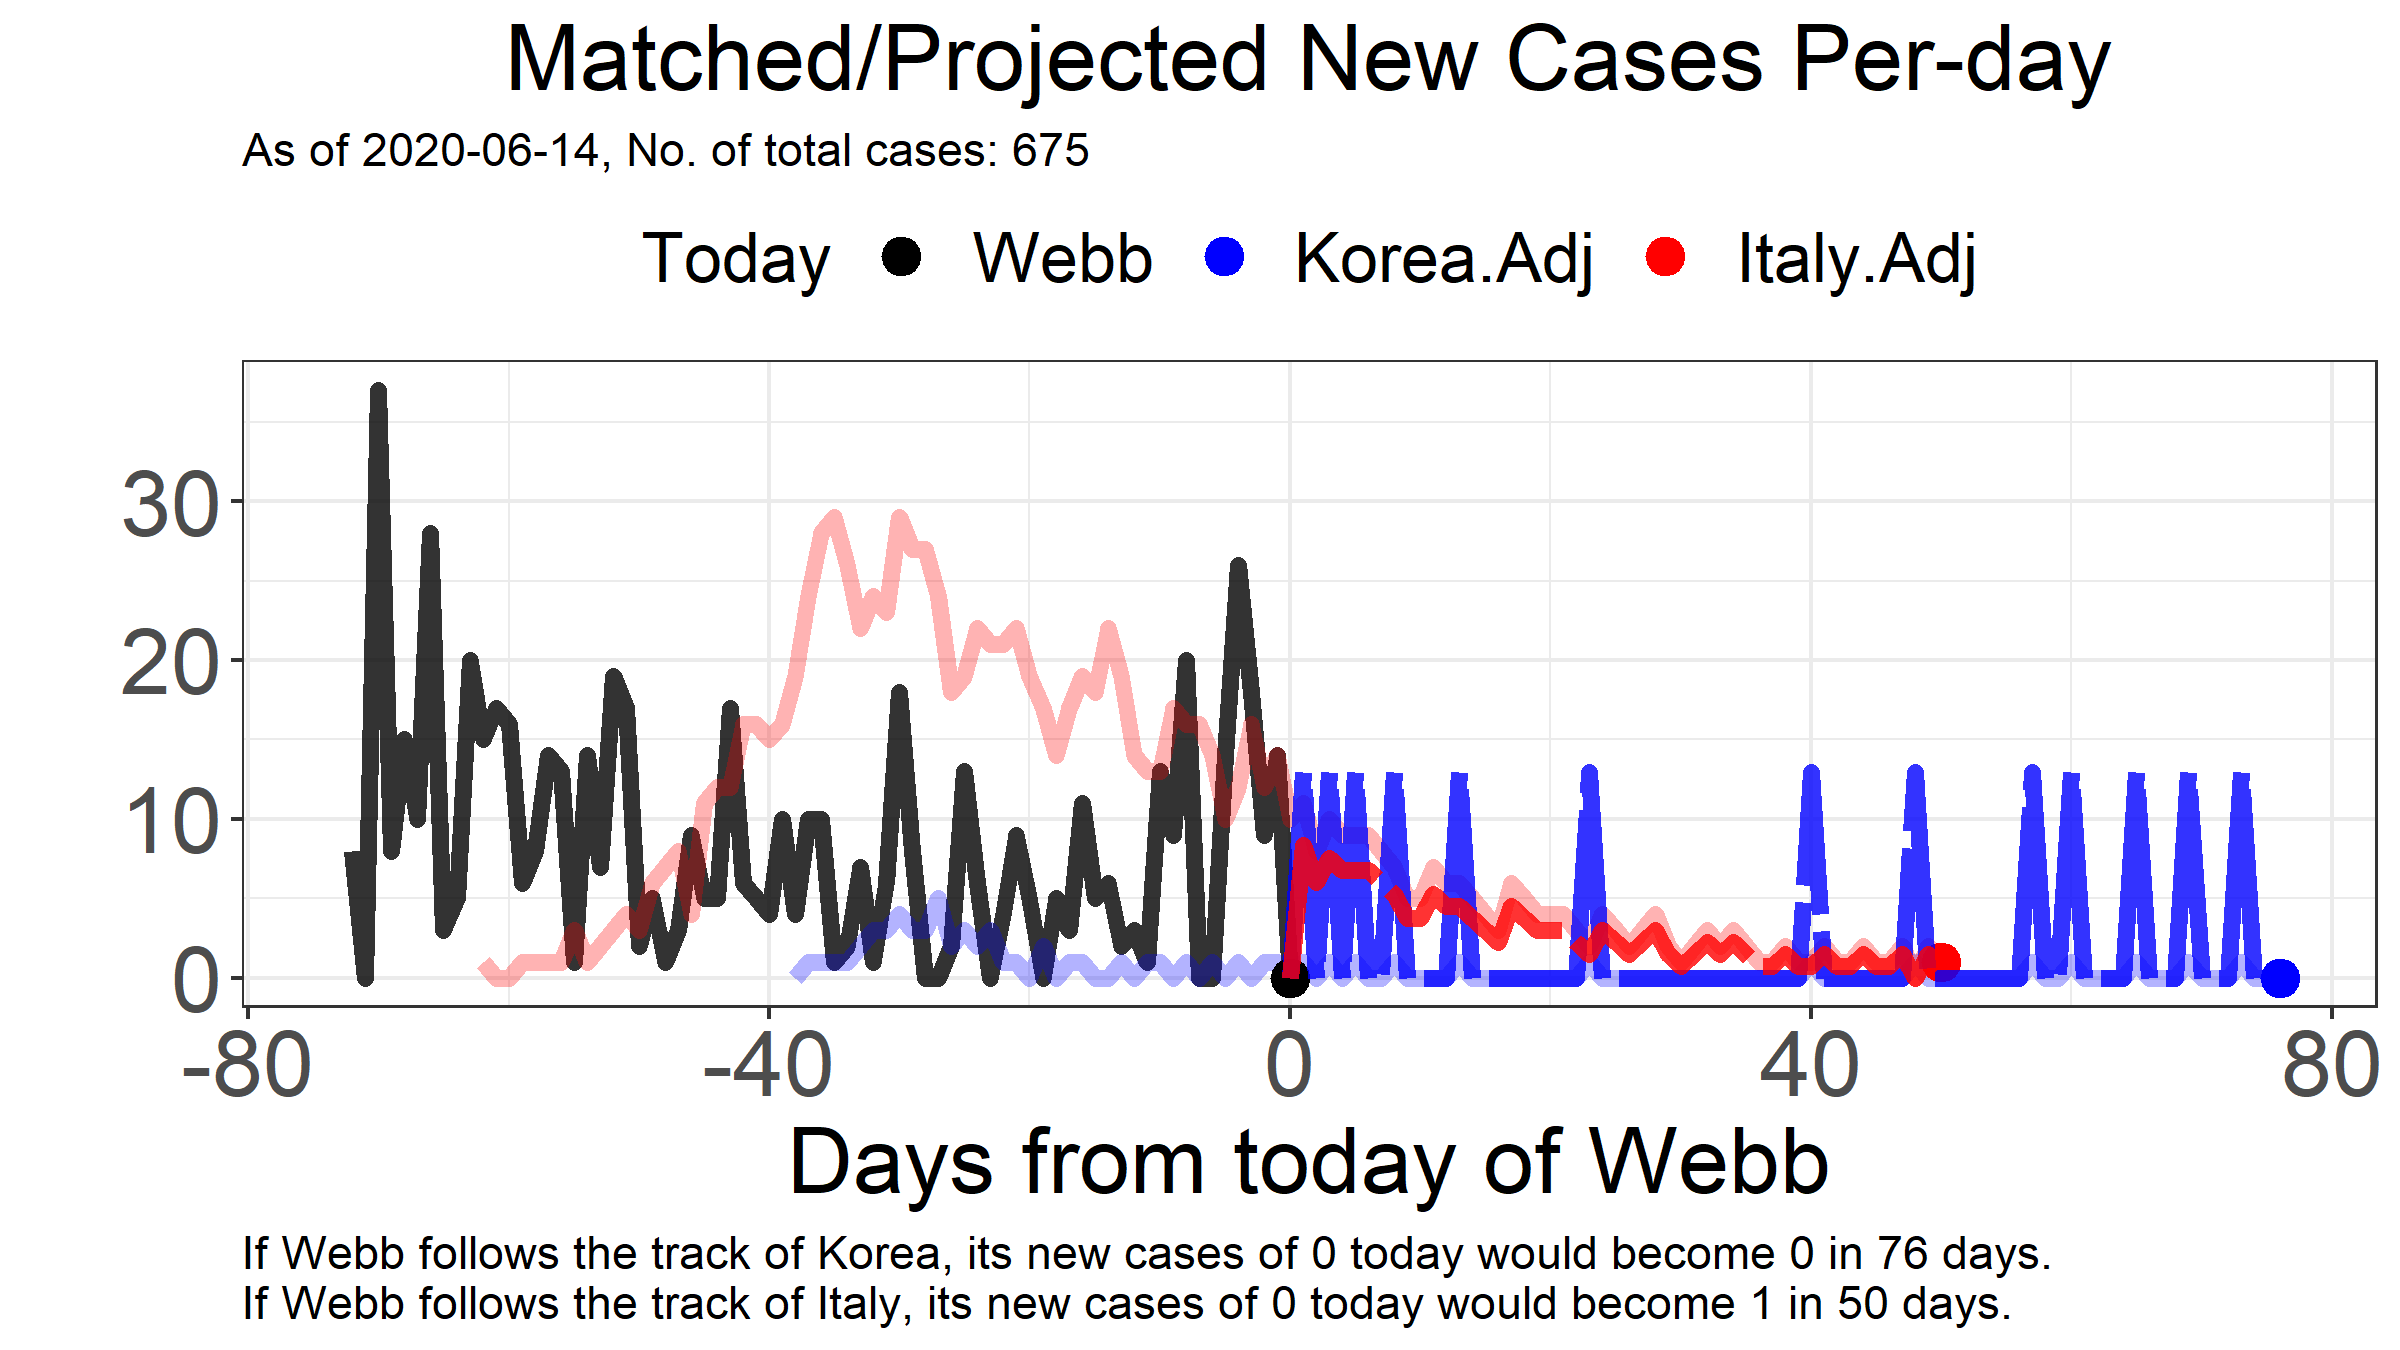 Matched/Projected New Cases Per-day
As of 2020-06-14, No. of total cases: 675
Today Webb Korea.Adj Italy.Adj
30
20
10
0
-80 -40 0 40 80
Days from today of Webb
If Webb follows the track of Korea, its new cases of 0 today would become 0 in 76 days.
If Webb follows the track of Italy, its new cases of 0 today would become 1 in 50 days.